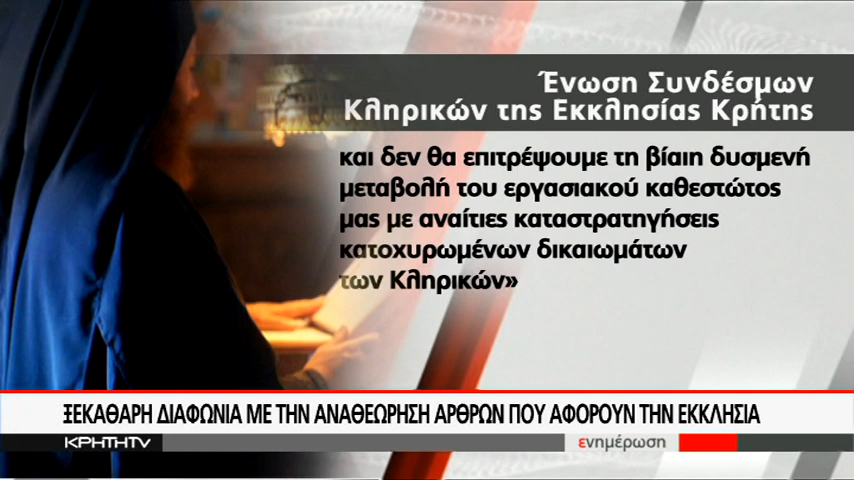 Ένωση Συνδέσμων
Κληρικών της Εκκλησίας Κρήτης
και δεν θα επιτρέψουμε τη βίαιη δυσμενή
μεταβολή του εργασιακού καθεστώτος
μας με αναίτιες καταστρατηγήσεις
κατοχυρωμένων δικαιωμάτων
των Κληρικών»
ΞΕΚΑΘΑΡΗ ΔΙΑΦΩΝΙΑ ΜΕ ΤΗΝ ΑΝΑΘΕΩΡΗΣΗ ΑΡΘΡΩΝ ΠΟΥ ΑΦΟΡΟΥΝ ΤΗΝ ΕΚΚΛΗΣΙΑ
ΚΡΗΤΗTV
ενημέρωση